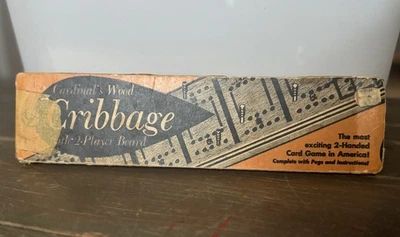 Cardinal's Wood
Cribbage
2-Player Board
The most
exciting 2-Handed
Card Game in America!
Complete with Pegs and Instructions!